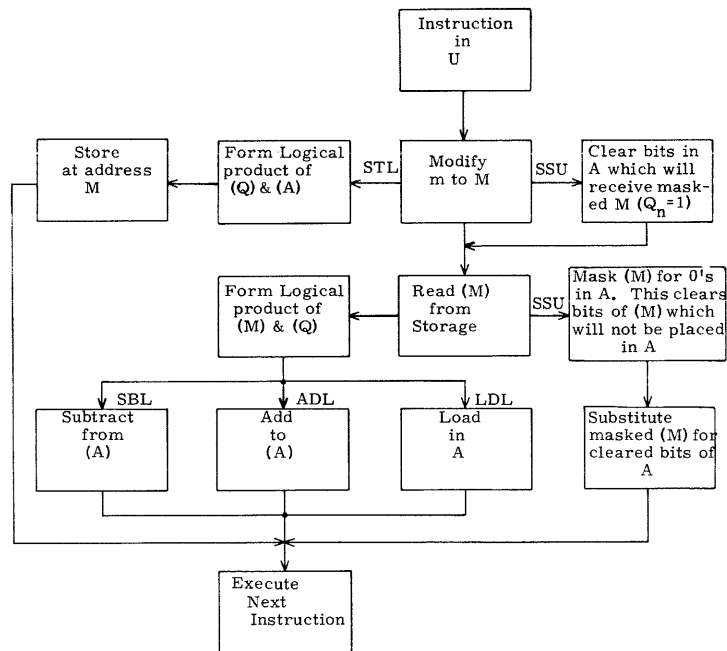 Instruction
in
U
Store
at address
M
Form Logical
product of
(Q) & (A)
STL
Modify
m to M
SSU
Clear bits in
A which will
receive mask-
ed M (Qn=1)
Form Logical
product of
(M) & (Q)
Read (M)
from
Storage
SSU
Mask (M) for 0's
in A. This clears
bits of (M) which
will not be placed
in A
SBL
ADL
LDL
Subtract
from
(A)
Add
to
(A)
Load
in
A
Substitute
masked (M) for
cleared bits of
A
Execute
Next
Instruction